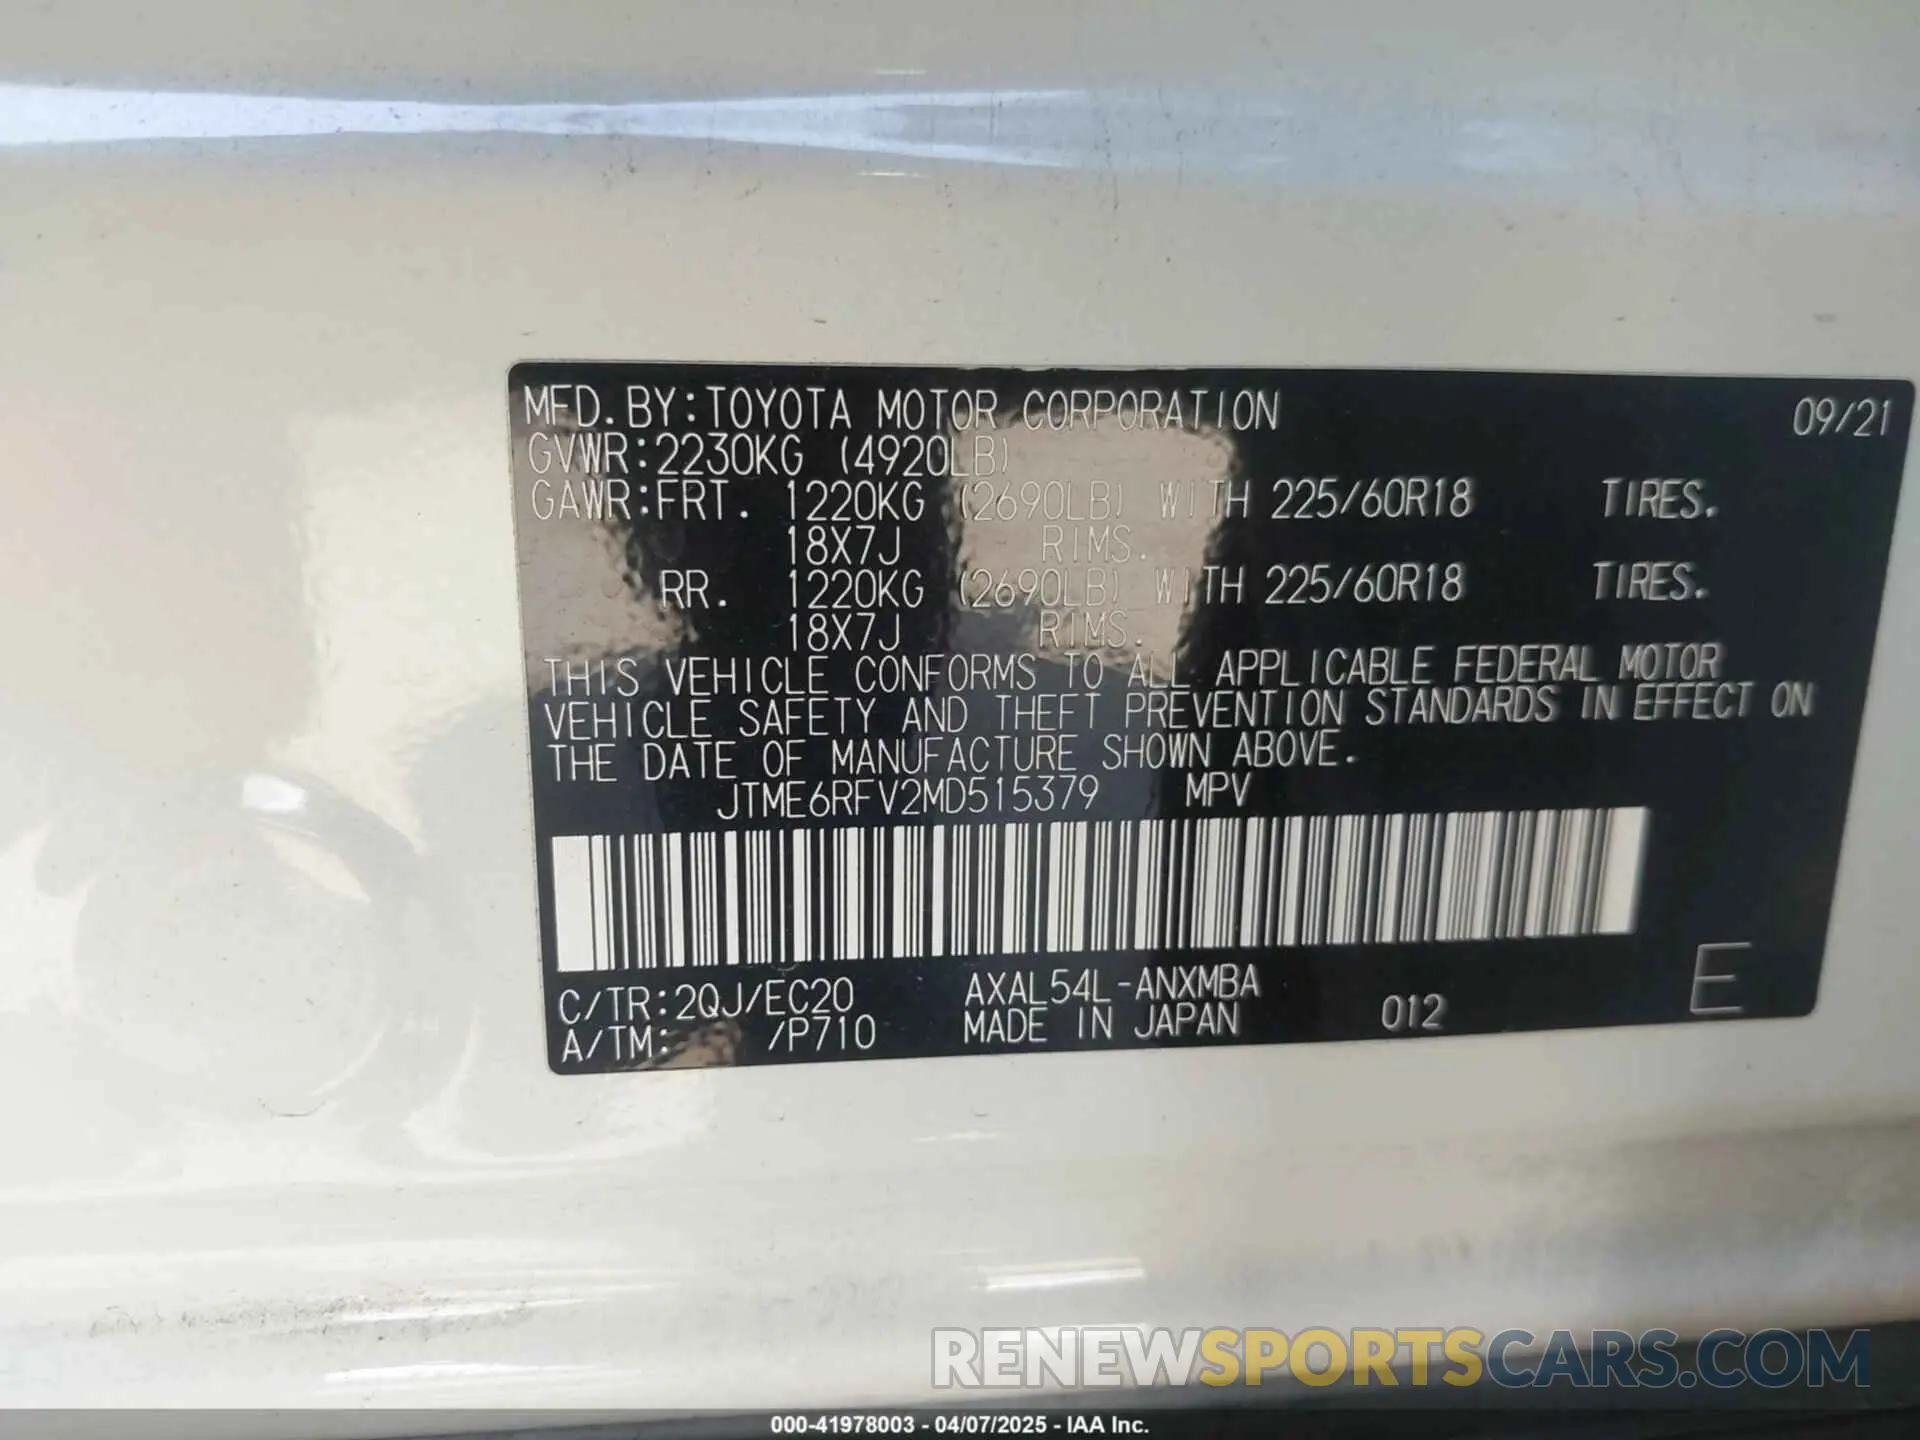 MFD.BY:TOYOTA MOTOR CORPORATION 09/21
GVWR:2230KG (4920LB)
GAWR:FRT. 1220KG (2690LB) WITH 225/60R18 TIRES.
18X7J RIMS.
RR. 1220KG (2690LB) WITH 225/60R18 TIRES.
18X7J RIMS.
THIS VEHICLE CONFORMS TO ALL APPLICABLE FEDERAL MOTOR
VEHICLE SAFETY AND THEFT PREVENTION STANDARDS IN EFFECT ON
THE DATE OF MANUFACTURE SHOWN ABOVE.
JTME6RFV2MD515379 MPV
C/TR:2QJ/EC20 AXAL54L-ANXMBA E
A/TM: /P710 MADE IN JAPAN 012
RENEWSPORTSCARS.COM
000-41978003 - 04/07/2025 - IAA Inc.